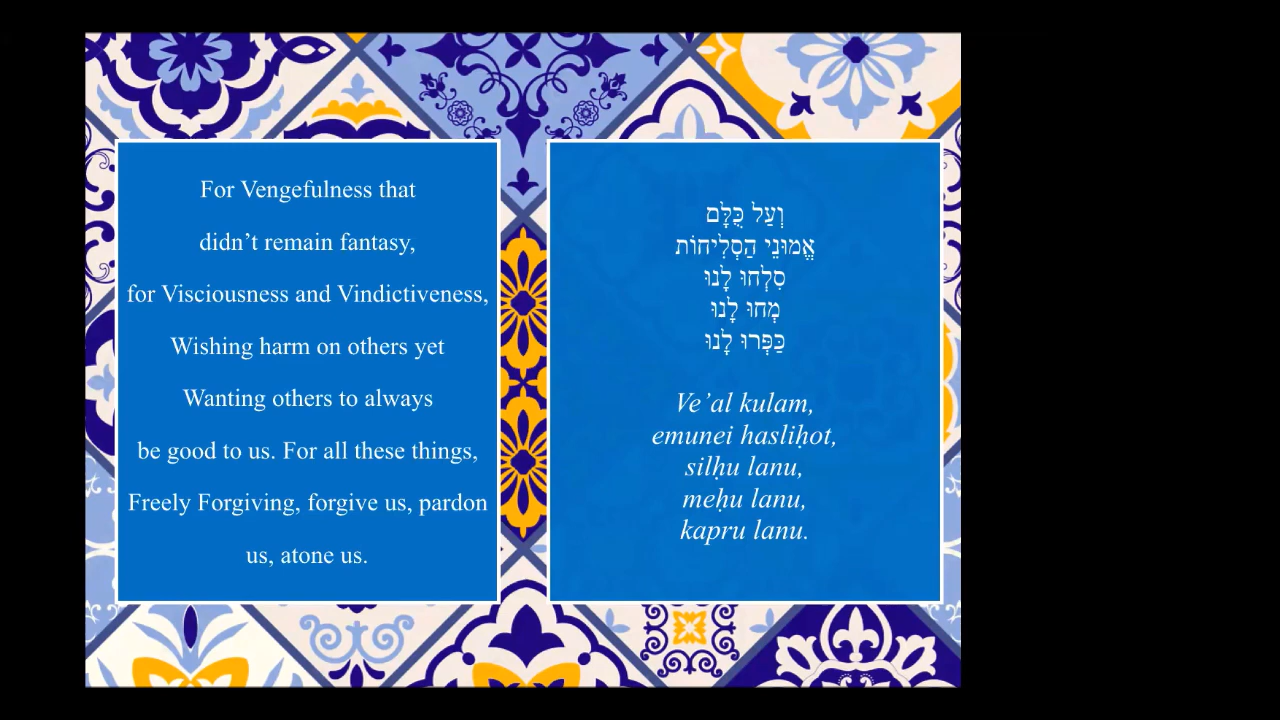 For Vengefulness that
didn’t remain fantasy,
for Visciousness and Vindictiveness,
Wishing harm on others yet
Wanting others to always
be good to us. For all these things,
Freely Forgiving, forgive us, pardon
us, atone us.
וְעַל כֻּלָּם
אֱמוּנֵי הַסְלִיחוֹת
סִלְחוּ לָנוּ
מְחוּ לָנוּ
כַּפְּרוּ לָנוּ
Ve’al kulam,
emunei hasliḥot,
silḥu lanu,
meḥu lanu,
kapru lanu.